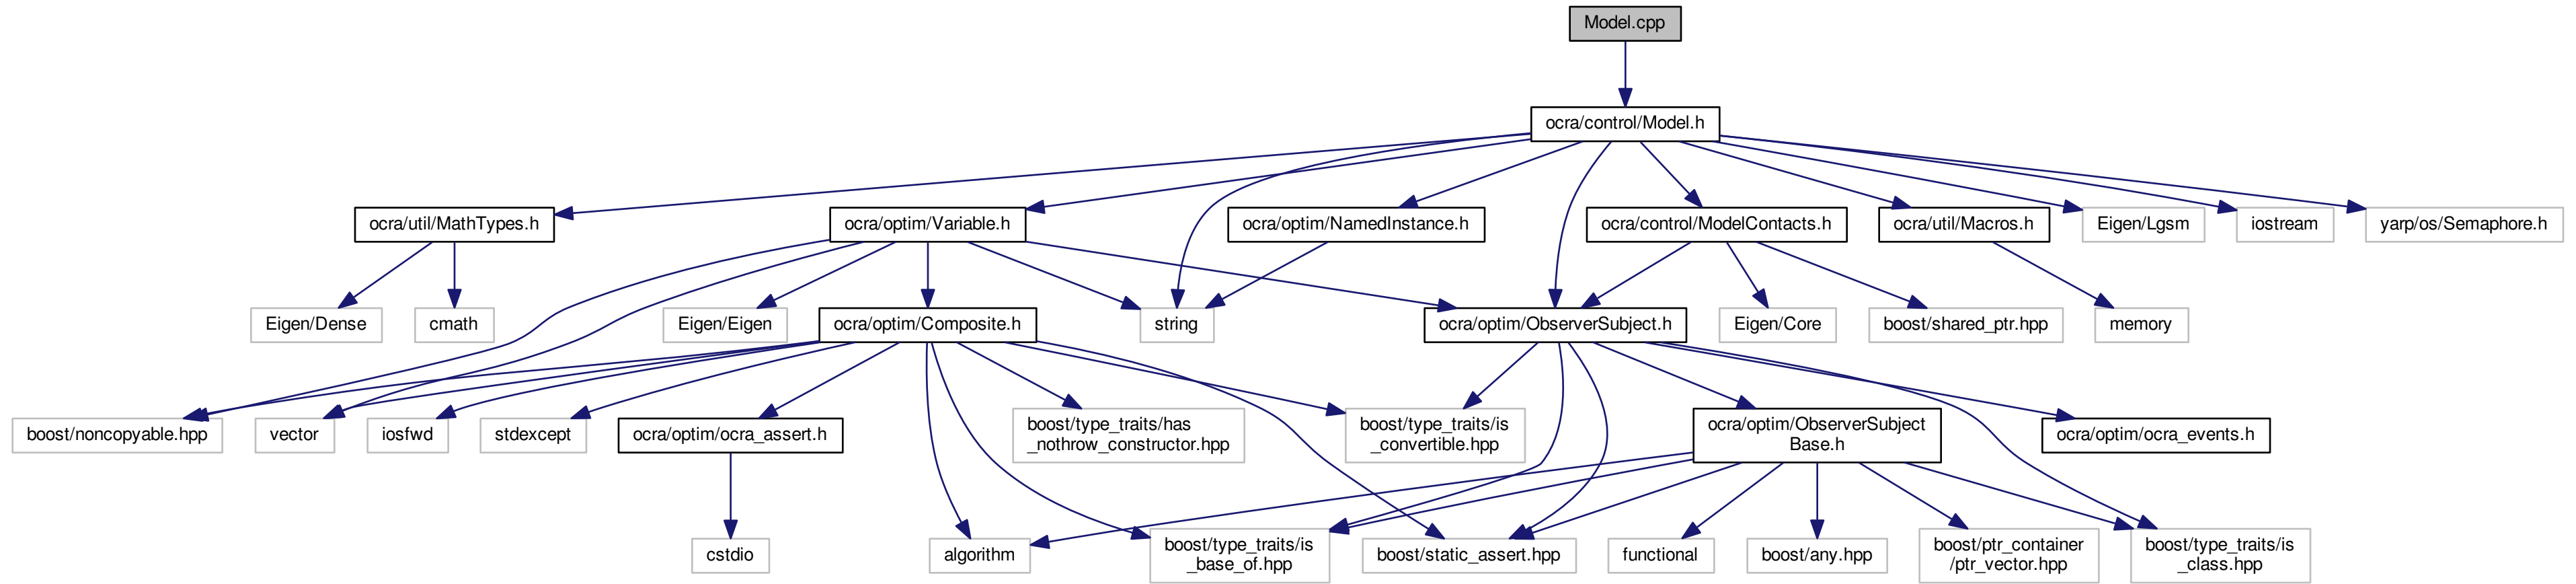 Model.cpp
ocra/control/Model.h
ocra/util/MathTypes.h
ocra/optim/Variable.h
ocra/optim/NamedInstance.h
ocra/control/ModelContacts.h
ocra/util/Macros.h
Eigen/Lgsm
iostream
yarp/os/Semaphore.h
Eigen/Dense
cmath
Eigen/Eigen
ocra/optim/Composite.h
string
ocra/optim/ObserverSubject.h
Eigen/Core
boost/shared_ptr.hpp
memory
boost/noncopyable.hpp
vector
iosfwd
stdexcept
ocra/optim/ocra_assert.h
boost/type_traits/has
_nothrow_constructor.hpp
boost/type_traits/is
_convertible.hpp
ocra/optim/ObserverSubject
Base.h
ocra/optim/ocra_events.h
cstdio
algorithm
boost/type_traits/is
_base_of.hpp
boost/static_assert.hpp
functional
boost/any.hpp
boost/ptr_container
/ptr_vector.hpp
boost/type_traits/is
_class.hpp